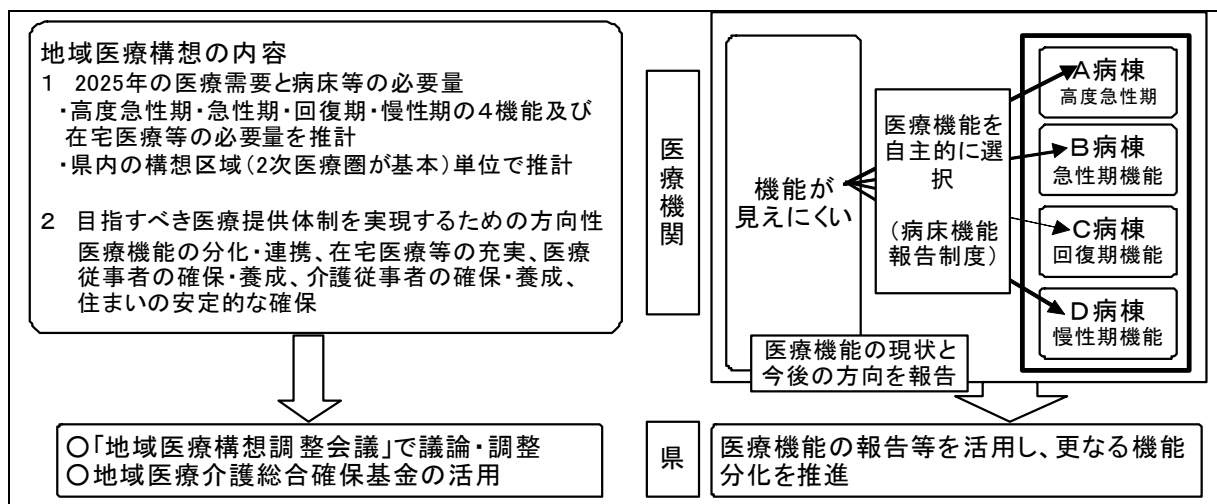 地域医療構想の内容
1 2025年の医療需要と病床等の必要量
・高度急性期・急性期・回復期・慢性期の4機能及び
在宅医療等の必要量を推計
・県内の構想区域(2次医療圏が基本)単位で推計
2 目指すべき医療提供体制を実現するための方向性
医療機能の分化・連携、在宅医療等の充実、医療
従事者の確保・養成、介護従事者の確保・養成、
住まいの安定的な確保
○「地域医療構想調整会議」で議論・調整
○地域医療介護総合確保基金の活用
医療機関
機能が
見えにくい
医療機能を
自主的に選
択
(病床機能
報告制度)
A病棟
高度急性期
B病棟
急性期機能
C病棟
回復期機能
D病棟
慢性期機能
医療機能の現状と
今後の方向を報告
県
医療機能の報告等を活用し、更なる機能
分化を推進